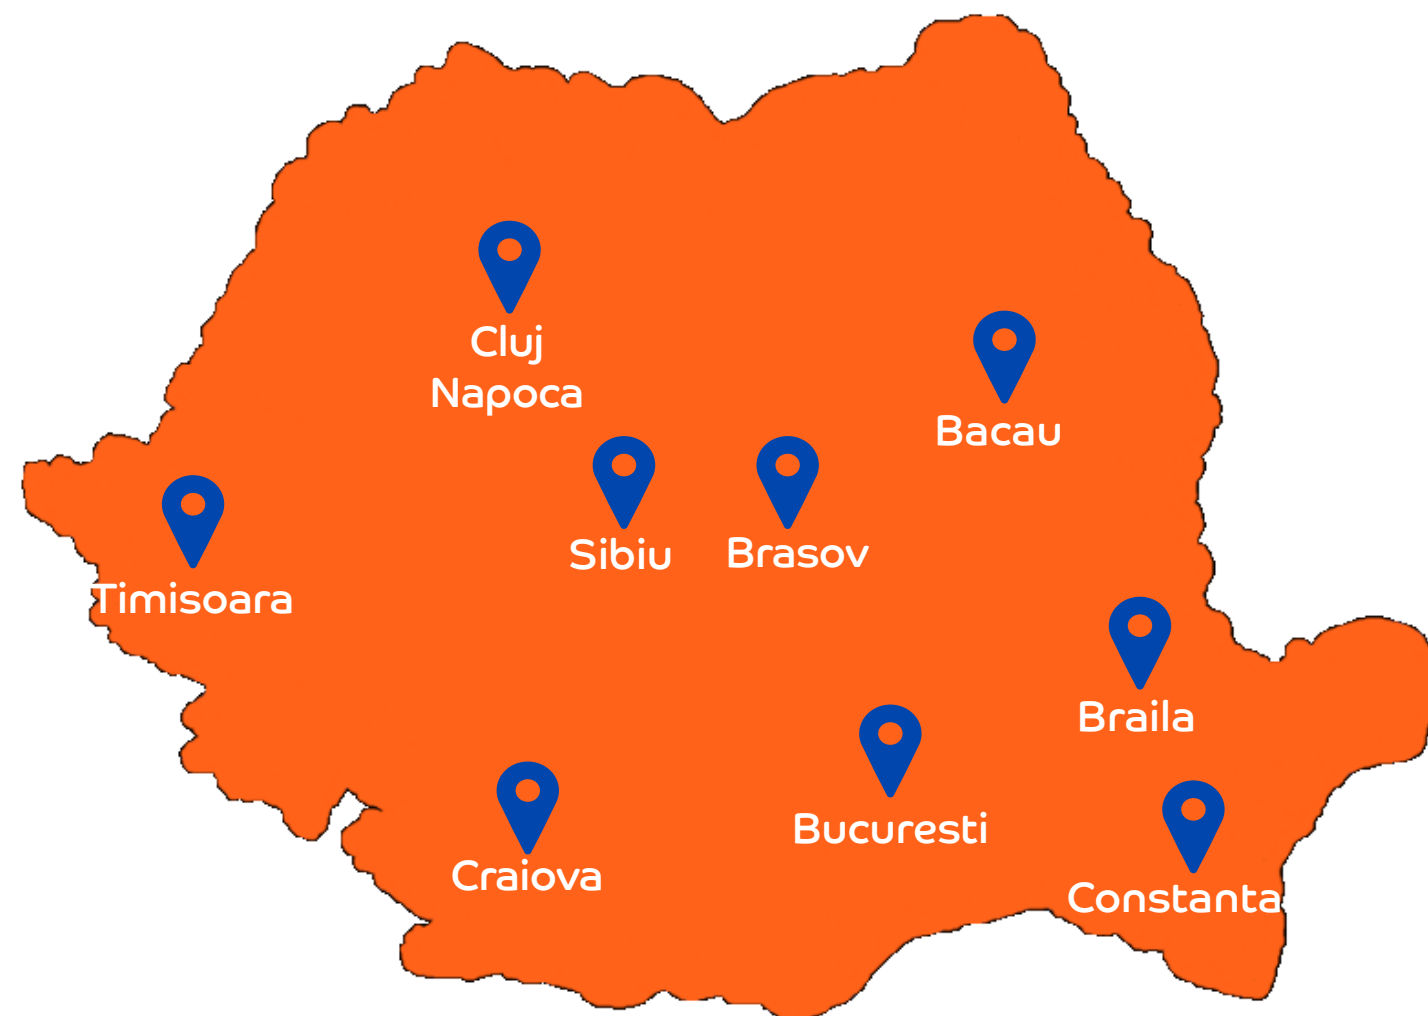 Cluj
Napoca
Bacau
Sibiu
Brasov
Timisoara
Braila
Bucuresti
Craiova
Constanta